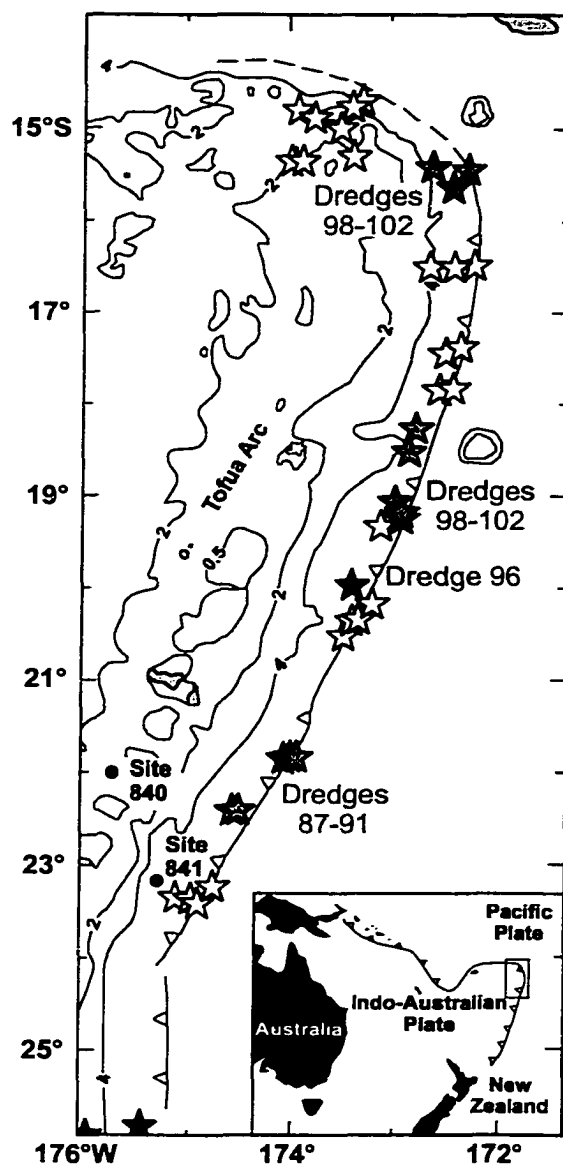 4
15°S
2
2
Dredges
98-102
17°
2
Tofua Arc
19°
2
Dredges
98-102
0.5
Dredge 96
2
4
21°
Site
840
Dredges
87-91
Site
841
23°
2
Pacific
Plate
Indo-Australian
Plate
Australia
New
Zealand
25°
4
176°W
174°
172°